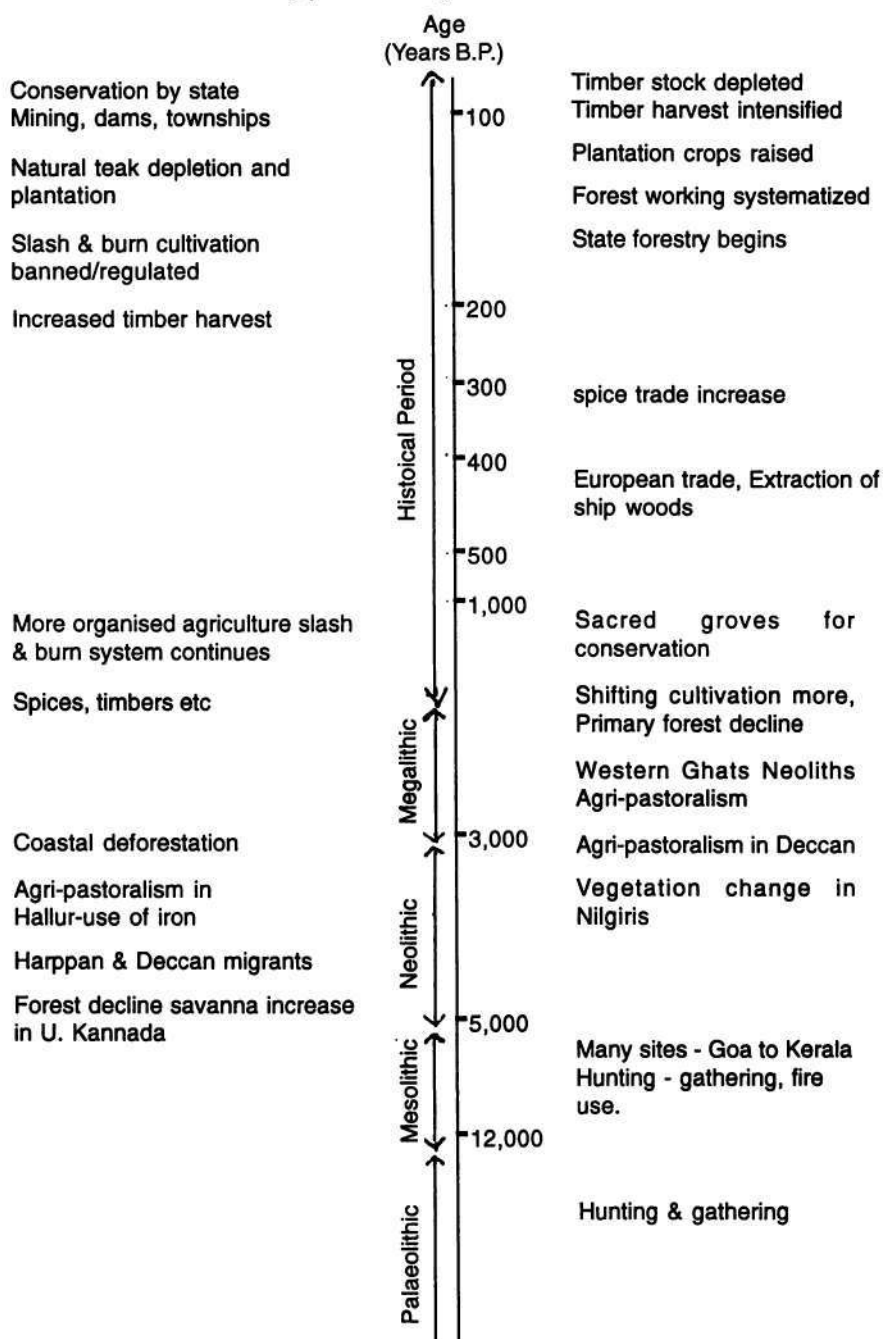 Age
(Years B.P.)
Conservation by state
Mining, dams, townships
Natural teak depletion and
plantation
Slash & burn cultivation
banned/regulated
Increased timber harvest
More organised agriculture slash
& burn system continues
Spices, timbers etc
Coastal deforestation
Agri-pastoralism in
Hallur-use of iron
Harppan & Deccan migrants
Forest decline savanna increase
in U. Kannada
Histoical Period
Megalithic
Neolithic
Mesolithic
Palaeolithic
100
200
300
400
500
1,000
3,000
5,000
12,000
Timber stock depleted
Timber harvest intensified
Plantation crops raised
Forest working systematized
State forestry begins
spice trade increase
European trade, Extraction of
ship woods
Sacred groves for
conservation
Shifting cultivation more,
Primary forest decline
Western Ghats Neoliths
Agri-pastoralism
Agri-pastoralism in Deccan
Vegetation change in
Nilgiris
Many sites - Goa to Kerala
Hunting - gathering, fire
use.
Hunting & gathering